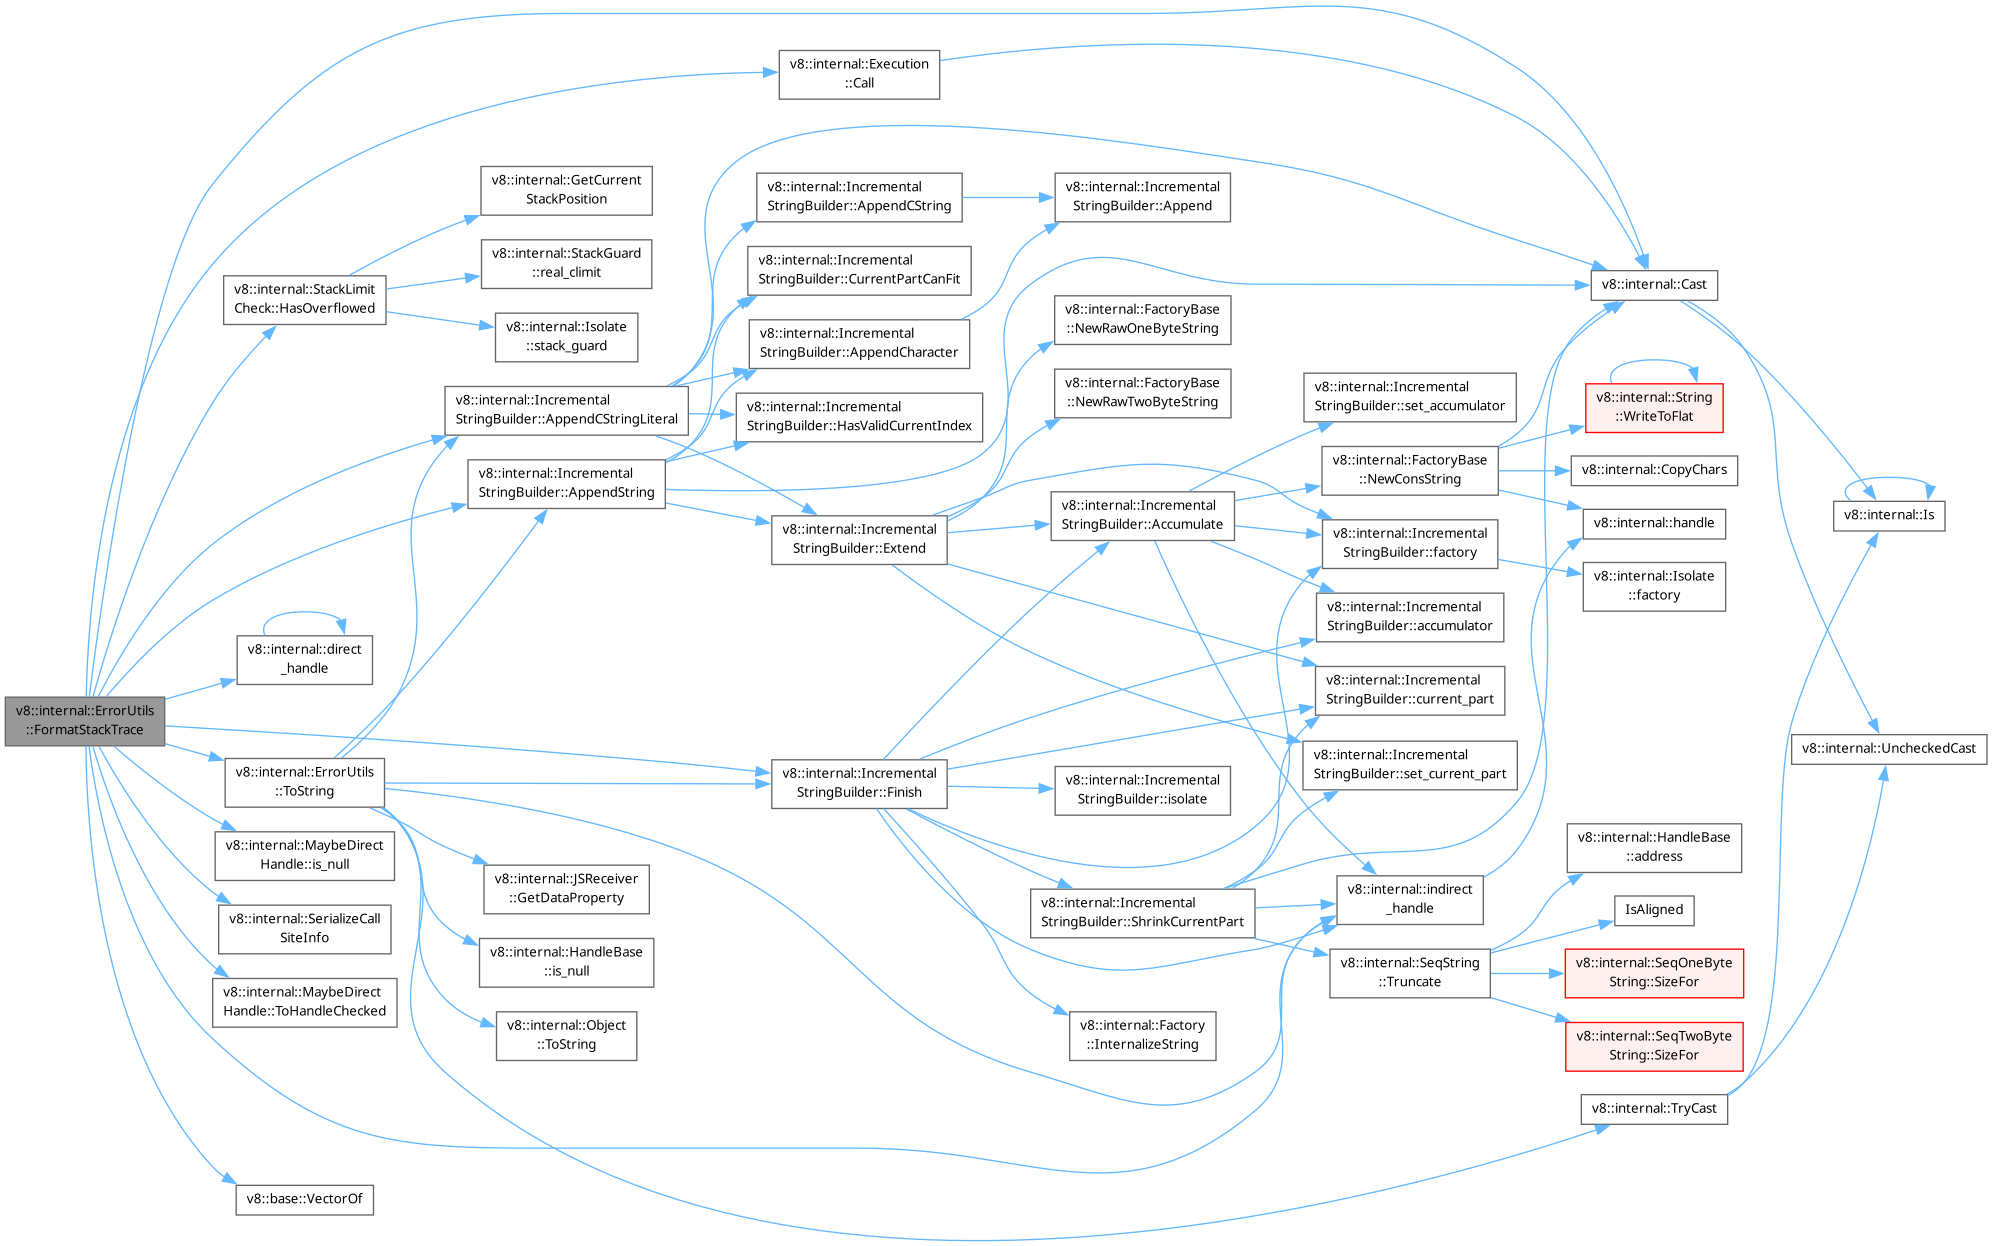 v8::internal::ErrorUtils
::FormatStackTrace
v8::internal::StackLimit
Check::HasOverflowed
v8::internal::direct
_handle
v8::internal::ErrorUtils
::ToString
v8::internal::MaybeDirect
Handle::is_null
v8::internal::SerializeCall
SiteInfo
v8::internal::MaybeDirect
Handle::ToHandleChecked
v8::base::VectorOf
v8::internal::GetCurrent
StackPosition
v8::internal::StackGuard
::real_climit
v8::internal::Isolate
::stack_guard
v8::internal::Incremental
StringBuilder::AppendCStringLiteral
v8::internal::Incremental
StringBuilder::AppendString
v8::internal::JSReceiver
::GetDataProperty
v8::internal::HandleBase
::is_null
v8::internal::Object
::ToString
v8::internal::Execution
::Call
v8::internal::Incremental
StringBuilder::AppendCString
v8::internal::Incremental
StringBuilder::CurrentPartCanFit
v8::internal::Incremental
StringBuilder::AppendCharacter
v8::internal::Incremental
StringBuilder::HasValidCurrentIndex
v8::internal::Incremental
StringBuilder::Extend
v8::internal::Incremental
StringBuilder::Finish
v8::internal::Incremental
StringBuilder::Append
v8::internal::FactoryBase
::NewRawOneByteString
v8::internal::FactoryBase
::NewRawTwoByteString
v8::internal::Incremental
StringBuilder::Accumulate
v8::internal::Incremental
StringBuilder::isolate
v8::internal::Incremental
StringBuilder::ShrinkCurrentPart
v8::internal::Factory
::InternalizeString
v8::internal::Incremental
StringBuilder::set_accumulator
v8::internal::FactoryBase
::NewConsString
v8::internal::Incremental
StringBuilder::factory
v8::internal::Incremental
StringBuilder::accumulator
v8::internal::Incremental
StringBuilder::current_part
v8::internal::Incremental
StringBuilder::set_current_part
v8::internal::indirect
_handle
v8::internal::SeqString
::Truncate
v8::internal::Cast
v8::internal::String
::WriteToFlat
v8::internal::CopyChars
v8::internal::handle
v8::internal::Isolate
::factory
v8::internal::HandleBase
::address
IsAligned
v8::internal::SeqOneByte
String::SizeFor
v8::internal::SeqTwoByte
String::SizeFor
v8::internal::TryCast
v8::internal::Is
v8::internal::UncheckedCast